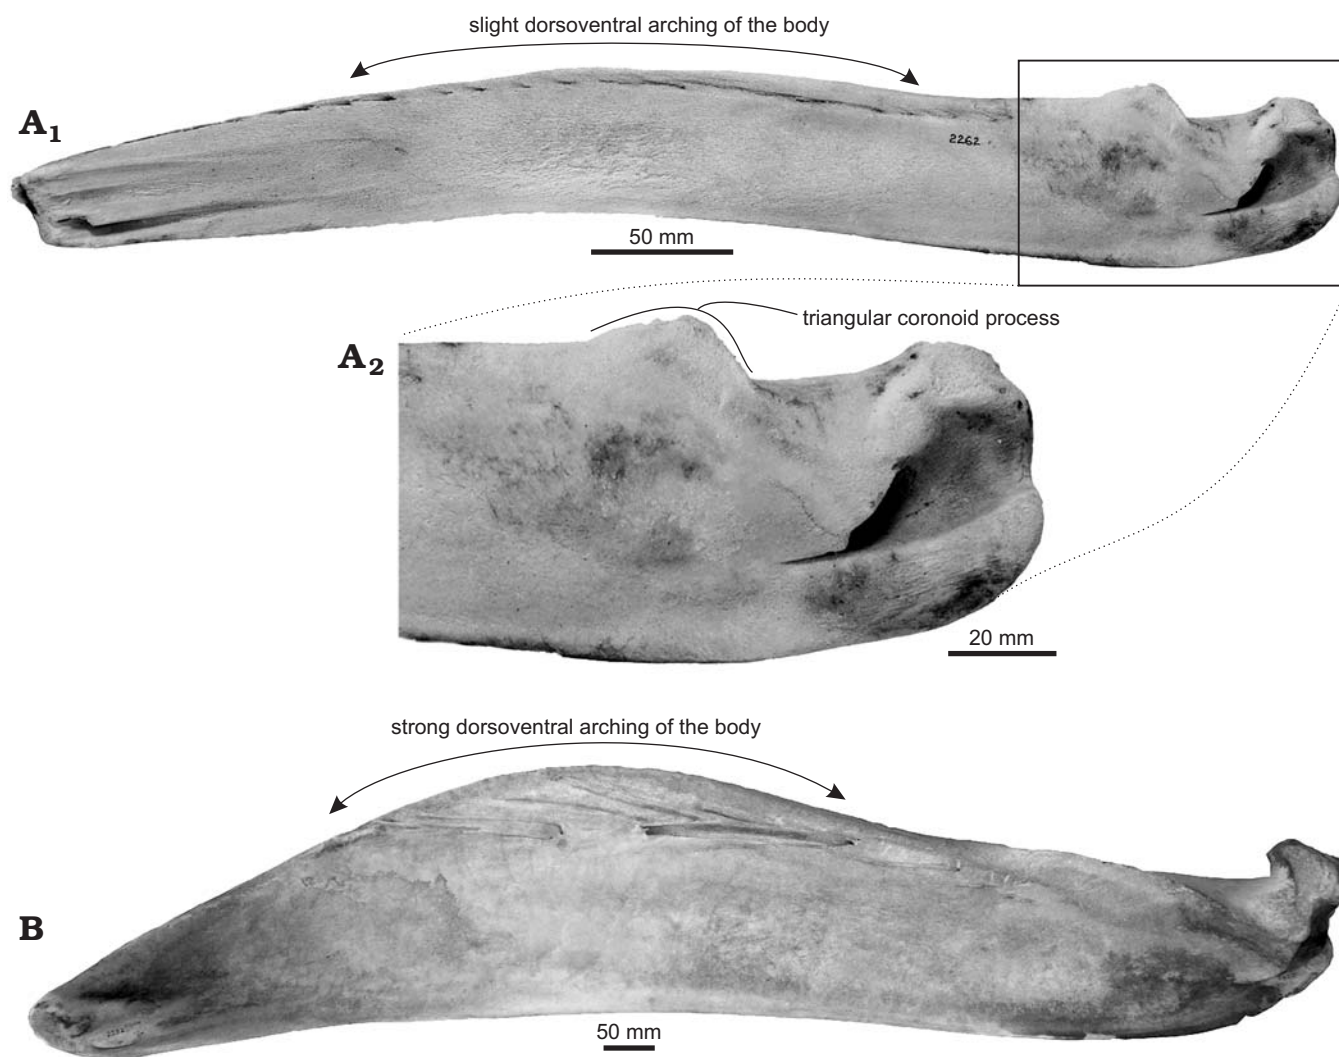 slight dorsoventral arching of the body
A1
2262
50 mm
triangular coronoid process
A2
20 mm
strong dorsoventral arching of the body
B
50 mm